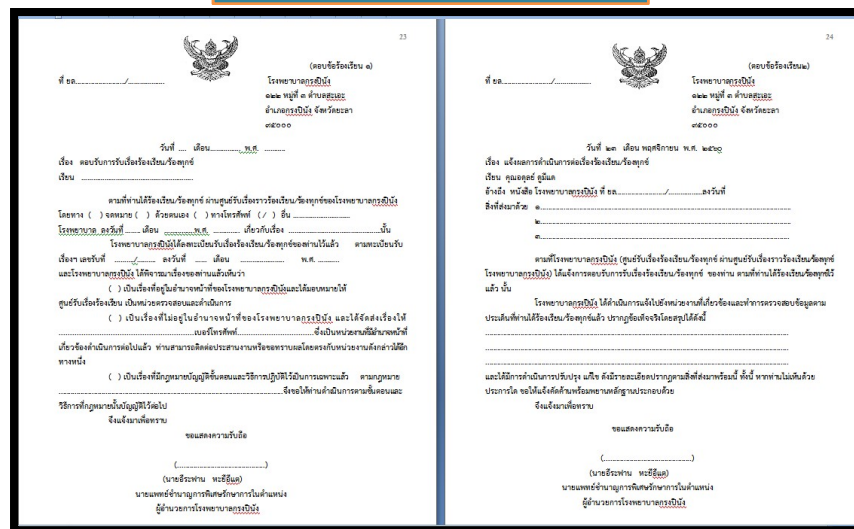 23
(ตอบข้อร้องเรียน ๑)
ที่ ยล................/................
โรงพยาบาลกรงปินัง
๑๒๒ หมู่ที่ ๓ ตำบลสะเอะ
อำเภอกรงปินัง จังหวัดยะลา
๙๕๐๐๐
วันที่ .... เดือน............. พ.ศ. ..........
เรื่อง ตอบรับการรับเรื่องร้องเรียน/ร้องทุกข์
เรียน ..........................................
ตามที่ท่านได้ร้องเรียน/ร้องทุกข์ ผ่านศูนย์รับเรื่องราวร้องเรียน/ร้องทุกข์ของโรงพยาบาลกรงปินัง
โดยทาง ( ) จดหมาย ( ) ด้วยตนเอง ( ) ทางโทรศัพท์ ( / ) อื่น ......................
โรงพยาบาล ลงวันที่ ....... เดือน ...............พ.ศ. ............ เกี่ยวกับเรื่อง ....................................นั้น
โรงพยาบาลกรงปินังได้ลงทะเบียนรับเรื่องร้องเรียน/ร้องทุกข์ของท่านไว้แล้ว ตามทะเบียนรับ
เรื่องฯ เลขรับที่ ........./......... ลงวันที่ ...... เดือน ................. พ.ศ. ..........
และโรงพยาบาลกรงปินัง ได้พิจารณาเรื่องของท่านแล้วเห็นว่า
( ) เป็นเรื่องที่อยู่ในอำนาจหน้าที่ของโรงพยาบาลกรงปินังและได้มอบหมายให้
ศูนย์รับเรื่องร้องเรียน เป็นหน่วยตรวจสอบและดำเนินการ
( ) เป็นเรื่องที่ไม่อยู่ในอำนาจหน้าที่ของโรงพยาบาลกรงปินัง และได้จัดส่งเรื่องให้
..................................................เบอร์โทรศัพท์............................ซึ่งเป็นหน่วยงานที่มีอำนาจหน้าที่
เกี่ยวข้องดำเนินการต่อไปแล้ว ท่านสามารถติดต่อประสานงานหรือขอทราบผลโดยตรงกับหน่วยงานดังกล่าวได้อีก
ทางหนึ่ง
( ) เป็นเรื่องที่มีกฎหมายบัญญัติขั้นตอนและวิธีการปฏิบัติไว้เป็นการเฉพาะแล้ว ตามกฎหมาย
............................................................................จึงขอให้ท่านดำเนินการตามขั้นตอนและ
วิธีการที่กฎหมายนั้นบัญญัติไว้ต่อไป
จึงแจ้งมาเพื่อทราบ
ขอแสดงความนับถือ
(..................................)
(นายอีระฟาน หะยีอีแต)
นายแพทย์ชำนาญการพิเศษรักษาการในตำแหน่ง
ผู้อำนวยการโรงพยาบาลกรงปินัง
24
(ตอบข้อร้องเรียน๒)
ที่ ยล................/................
โรงพยาบาลกรงปินัง
๑๒๒ หมู่ที่ ๓ ตำบลสะเอะ
อำเภอกรงปินัง จังหวัดยะลา
๙๕๐๐๐
วันที่ ๒๓ เดือน พฤศจิกายน พ.ศ. ๒๕๖๐
เรื่อง แจ้งผลการดำเนินการต่อเรื่องร้องเรียน/ร้องทุกข์
เรียน คุณอดุลย์ ดูมีแด
อ้างถึง หนังสือ โรงพยาบาลกรงปินัง ที่ ยล................/..............ลงวันที่
สิ่งที่ส่งมาด้วย ๑................................................................
๒................................................................
๓................................................................
ตามที่โรงพยาบาลกรงปินัง (ศูนย์รับเรื่องร้องเรียน/ร้องทุกข์ ผ่านศูนย์รับเรื่องราวร้องเรียน/ร้องทุกข์
โรงพยาบาลกรงปินัง) ได้แจ้งการตอบรับการรับเรื่องร้องเรียน/ร้องทุกข์ ของท่าน ตามที่ท่านได้ร้องเรียน/ร้องทุกข์ไว้
แล้ว นั้น
โรงพยาบาลกรงปินัง ได้ดำเนินการแจ้งไปยังหน่วยงานที่เกี่ยวข้องและทำการตรวจสอบข้อมูลตาม
ประเด็นที่ท่านได้ร้องเรียน/ร้องทุกข์แล้ว ปรากฏข้อเท็จจริงโดยสรุปได้ดังนี้
................................................................................
................................................................................
................................................................................
และได้มีการดำเนินการปรับปรุง แก้ไข ดังมีรายละเอียดปรากฏตามสิ่งที่ส่งมาพร้อมนี้ ทั้งนี้ หากท่านไม่เห็นด้วย
ประการใด ขอให้แจ้งคัดค้านพร้อมพยานหลักฐานประกอบด้วย
จึงแจ้งมาเพื่อทราบ
ขอแสดงความนับถือ
(..................................)
(นายอีระฟาน หะยีอีแต)
นายแพทย์ชำนาญการพิเศษรักษาการในตำแหน่ง
ผู้อำนวยการโรงพยาบาลกรงปินัง